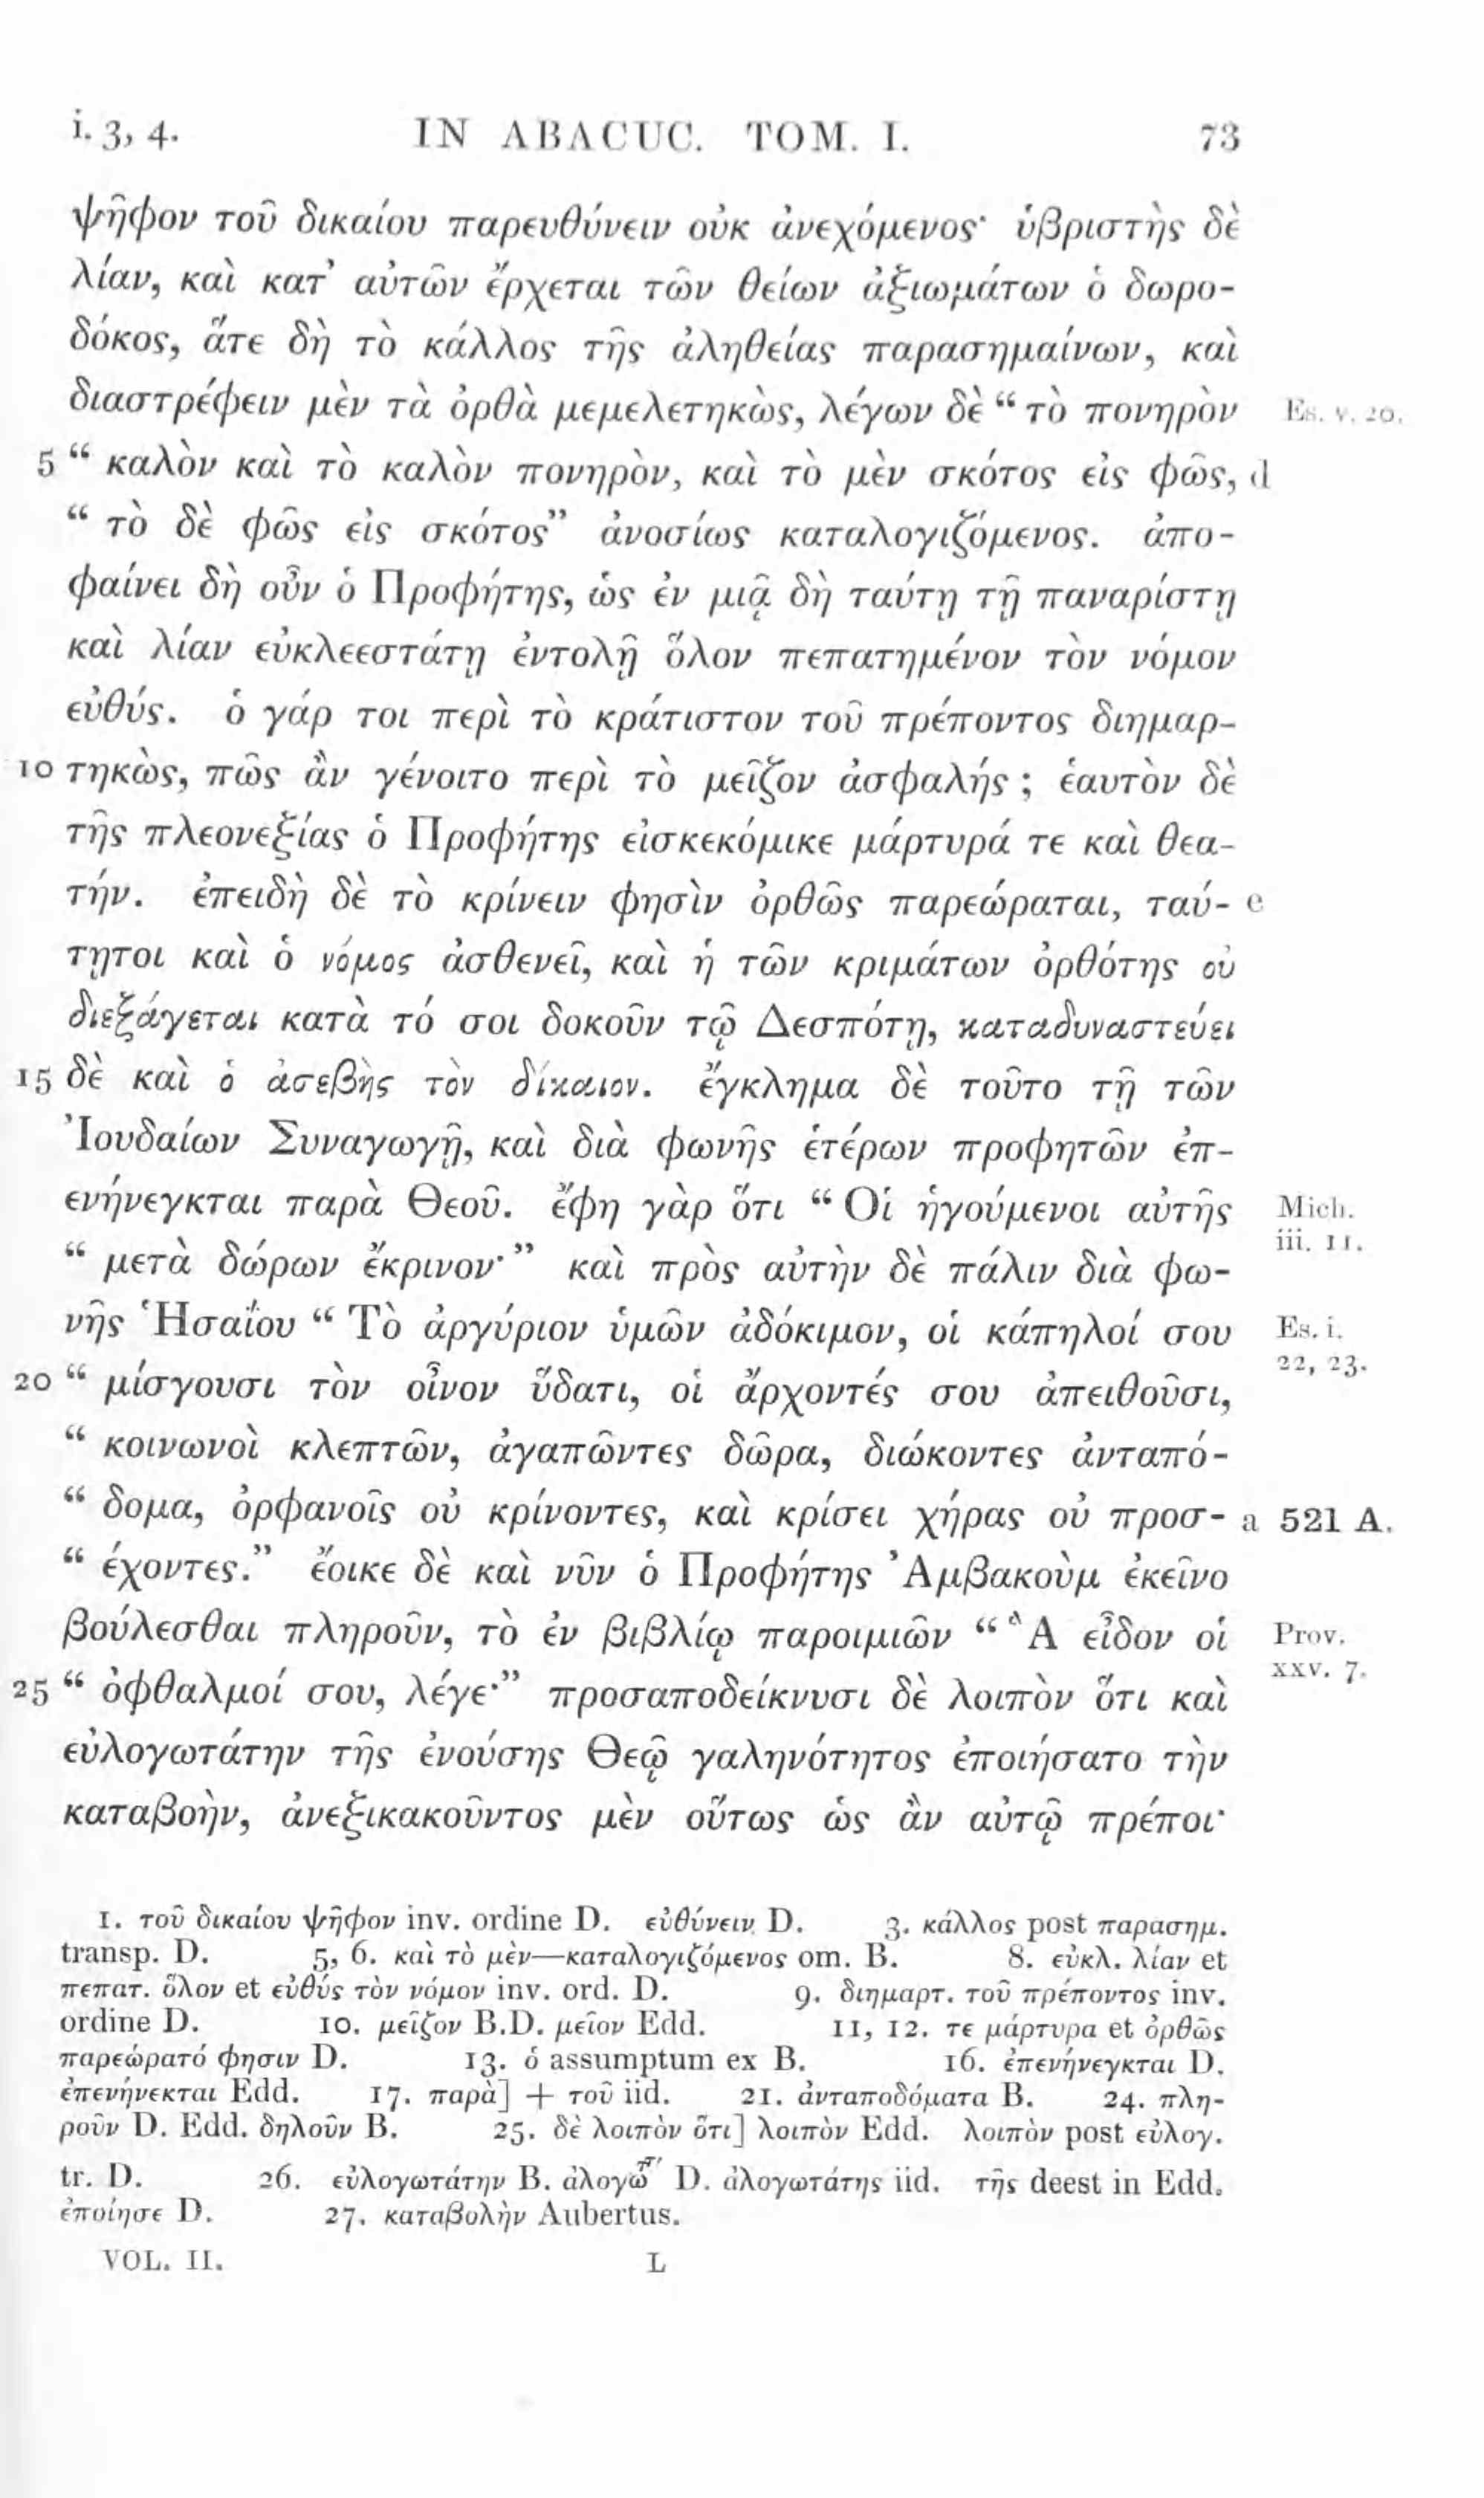 i. 3, 4. IN ABACUC. TOM. I. 73
ψῆφον τοῦ δικαίου παρευθύνειν οὐκ ἀνεχόμενος· ὑβριστὴς δὲ
λίαν, καὶ κατ’ αὐτῶν ἔρχεται τῶν θείων ἀξιωμάτων ὁ δωρο-
δόκος, ἅτε δὴ τὸ κάλλος τῆς ἀληθείας παρασημαίνων, καὶ
διαστρέφειν μὲν τὰ ὀρθὰ μεμελετηκὼς, λέγων δὲ “ τὸ πονηρὸν Es. v. 20.
5 “ καλὸν καὶ τὸ καλὸν πονηρὸν, καὶ τὸ μὲν σκότος εἰς φῶς, d
“ τὸ δὲ φῶς εἰς σκότος” ἀνοσίως καταλογιζόμενος. ἀπο-
φαίνει δὴ οὖν ὁ Προφήτης, ὡς ἐν μιᾷ δὴ ταύτῃ τῇ παναρίστῃ
καὶ λίαν εὐκλεεστάτῃ ἐντολῇ ὅλον πεπατημένον τὸν νόμον
εὐθύς. ὁ γάρ τοι περὶ τὸ κράτιστον τοῦ πρέποντος διημαρ-
10 τηκὼς, πῶς ἂν γένοιτο περὶ τὸ μεῖζον ἀσφαλής ; ἑαυτὸν δὲ
τῆς πλεονεξίας ὁ Προφήτης εἰσκεκόμικε μάρτυρά τε καὶ θεα-
τήν. ἐπειδὴ δὲ τὸ κρίνειν φησὶν ὀρθῶς παρεώραται, ταύ- e
τητοι καὶ ὁ νόμος ἀσθενεῖ, καὶ ἡ τῶν κριμάτων ὀρθότης οὐ
διεξάγεται κατὰ τό σοι δοκοῦν τῷ Δεσπότῃ, καταδυναστεύει
15 δὲ καὶ ὁ ἀσεβὴς τὸν δίκαιον. ἔγκλημα δὲ τοῦτο τῇ τῶν
Ἰουδαίων Συναγωγῇ, καὶ διὰ φωνῆς ἑτέρων προφητῶν ἐπ-
ενήνεγκται παρὰ Θεοῦ. ἔφη γὰρ ὅτι “ Οἱ ἡγούμενοι αὐτῆς Mich.
iii. 11.
“ μετὰ δώρων ἔκρινον·” καὶ πρὸς αὐτὴν δὲ πάλιν διὰ φω-
νῆς Ἡσαΐου “ Τὸ ἀργύριον ὑμῶν ἀδόκιμον, οἱ κάπηλοί σου Es. i.
22, 23.
20 “ μίσγουσι τὸν οἶνον ὕδατι, οἱ ἄρχοντές σου ἀπειθοῦσι,
“ κοινωνοὶ κλεπτῶν, ἀγαπῶντες δῶρα, διώκοντες ἀνταπό-
“ δομα, ὀρφανοῖς οὐ κρίνοντες, καὶ κρίσει χήρας οὐ προσ- a 521 A.
“ έχοντες.” ἔοικε δὲ καὶ νῦν ὁ Προφήτης Ἀμβακοὺμ ἐκεῖνο
βούλεσθαι πληροῦν, τὸ ἐν βιβλίῳ παροιμιῶν “ Ἃ εἶδον οἱ Prov.
xxv. 7.
25 “ ὀφθαλμοί σου, λέγε·” προσαποδείκνυσι δὲ λοιπὸν ὅτι καὶ
εὐλογωτάτην τῆς ἐνούσης Θεῷ γαληνότητος ἐποιήσατο τὴν
καταβοὴν, ἀνεξικακοῦντος μὲν οὕτως ὡς ἂν αὐτῷ πρέποι·
1. τοῦ δικαίου ψῆφον inv. ordine D. εὐθύνειν D. 3. κάλλος post παρασημ.
transp. D. 5, 6. καὶ τὸ μὲν—καταλογιζόμενος om. B. 8. εὐκλ. λίαν et
πεπατ. ὅλον et εὐθύς τὸν νόμον inv. ord. D. 9. διημαρτ. τοῦ πρέποντος inv.
ordine D. 10. μεῖζον B.D. μεῖον Edd. 11, 12. τε μάρτυρα et ὀρθῶς
παρεώρατό φησιν D. 13. ὁ assumptum ex B. 16. ἐπενήνεγκται D.
ἐπενήνεκται Edd. 17. παρὰ] + τοῦ iid. 21. ἀνταποδόματα B. 24. πλη-
ροῦν D. Edd. δηλοῦν B. 25. δὲ λοιπὸν ὅτι] λοιπὸν Edd. λοιπὸν post εὐλογ.
tr. D. 26. εὐλογωτάτην B. D. ἀλογωτάτης iid. τῆς deest in Edd.
ἐποίησε D. 27. καταβολὴν Aubertus.
VOL. II. L